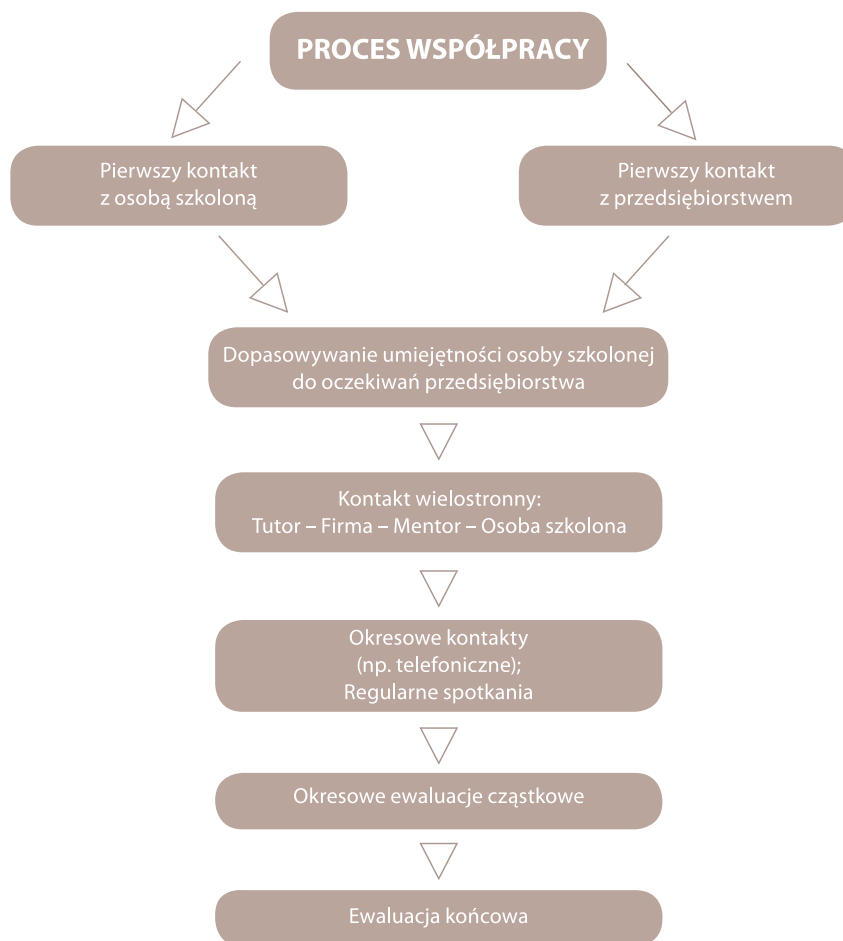 PROCES WSPÓŁPRACY
Pierwszy kontakt
z osobą szkoloną
Pierwszy kontakt
z przedsiębiorstwem
Dopasowywanie umiejętności osoby szkolonej
do oczekiwań przedsiębiorstwa
Kontakt wielostronny:
Tutor – Firma – Mentor – Osoba szkolona
Okresowe kontakty
(np. telefoniczne);
Regularne spotkania
Okresowe ewaluacje cząstkowe
Ewaluacja końcowa